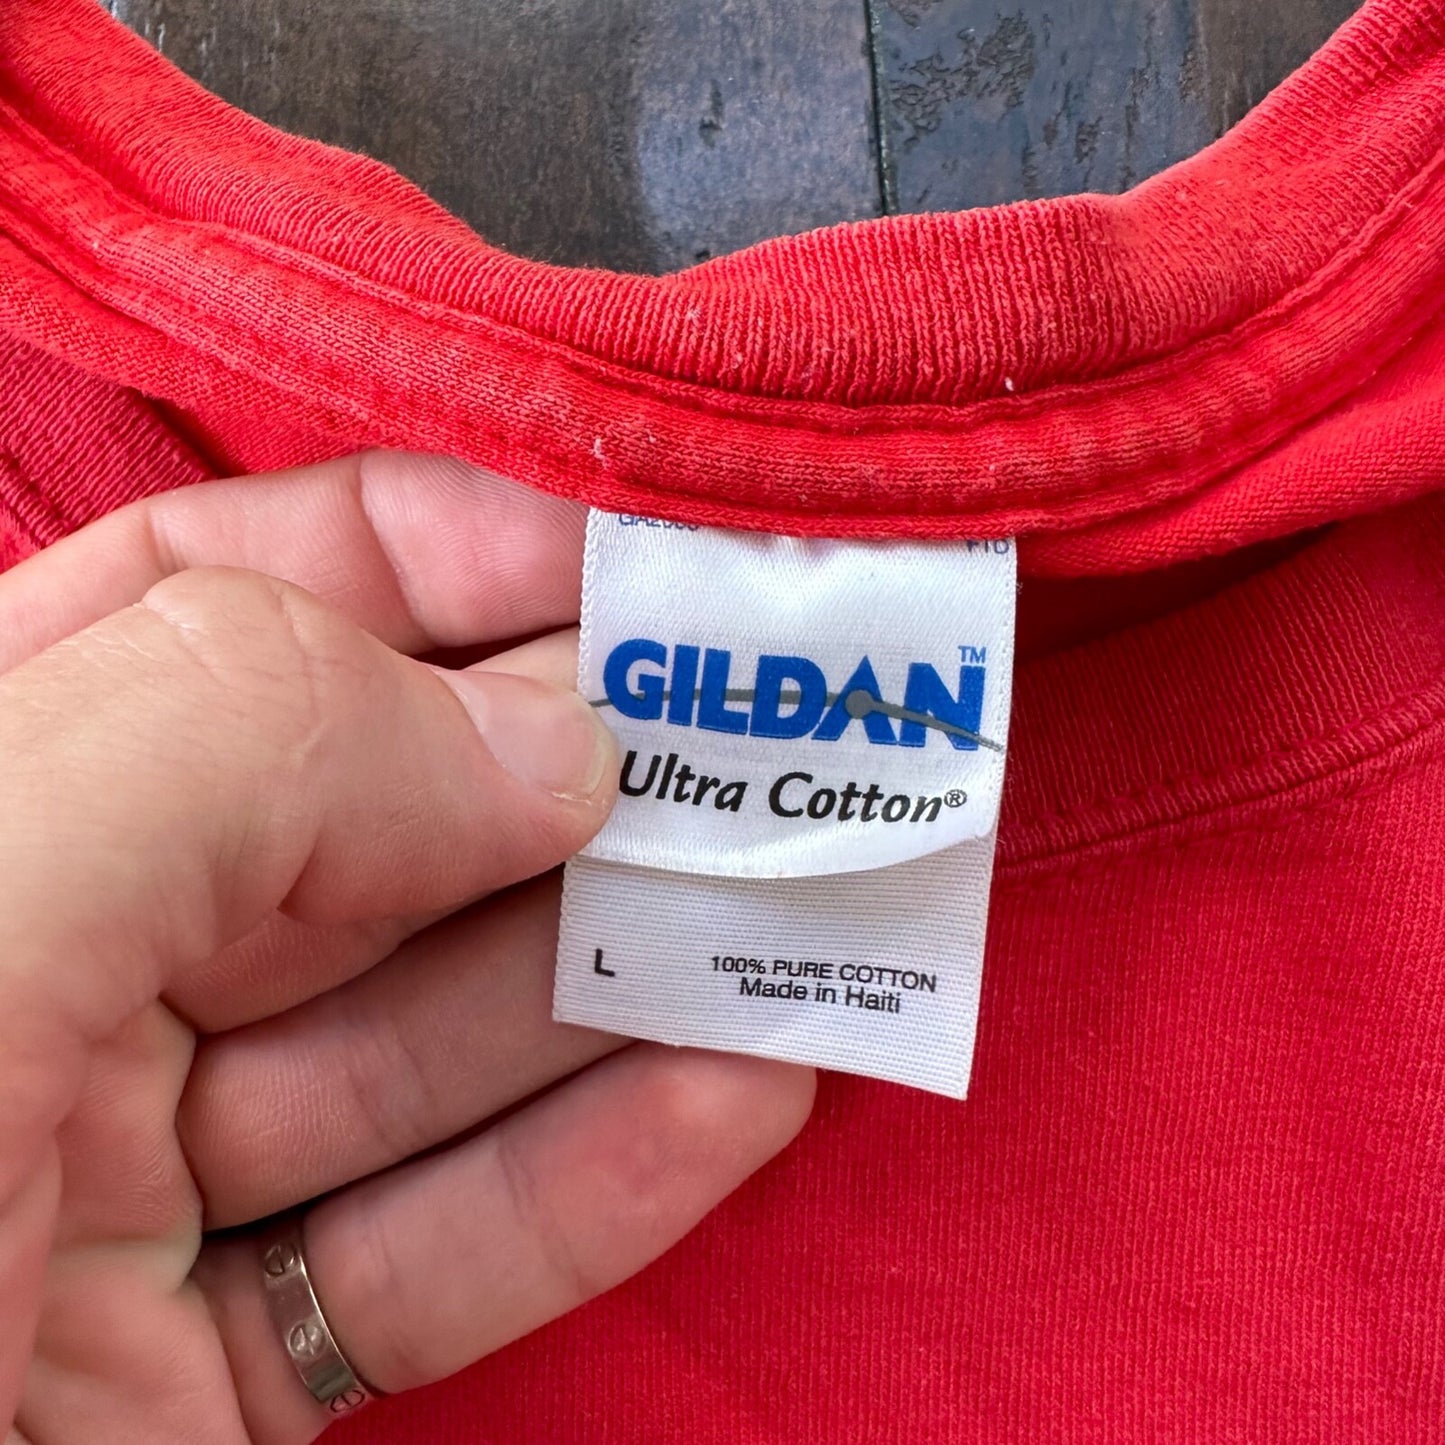 GILDAN™
Ultra Cotton®
L
100% PURE COTTON
Made in Haiti